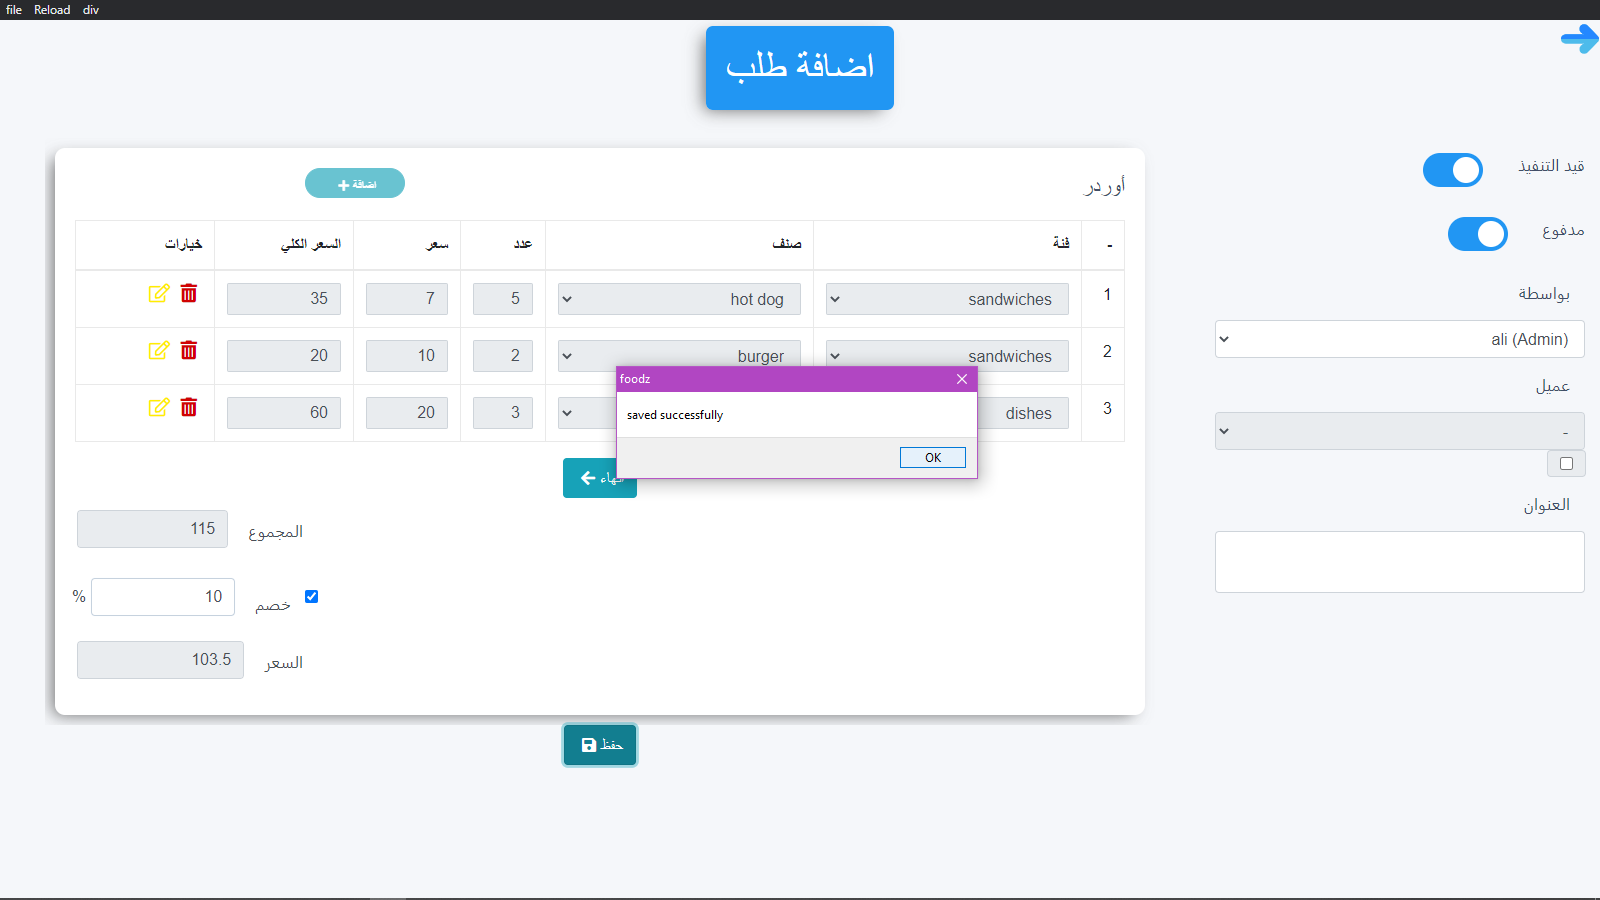 file Reload div
اضافة طلب
قيد التنفيذ
مدفوع
بواسطة
ali (Admin)
عميل
-
العنوان
أوردر
اضافة
- فئة صنف عدد سعر السعر الكلي خيارات
1 sandwiches hot dog 5 7 35
2 sandwiches burger 2 10 20
3 dishes 3 20 60
foodz
saved successfully
OK
المجموع 115
خصم 10 %
السعر 103.5
حفظ